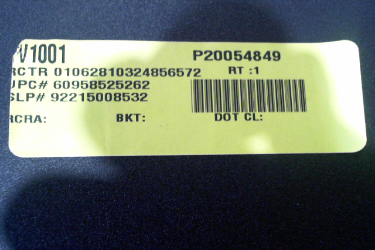 V1001 P20054849
RCTR 01062810324856572 RT :1
UPC# 60958525262
SLP# 92215008532
RCRA: BKT: DOT CL: